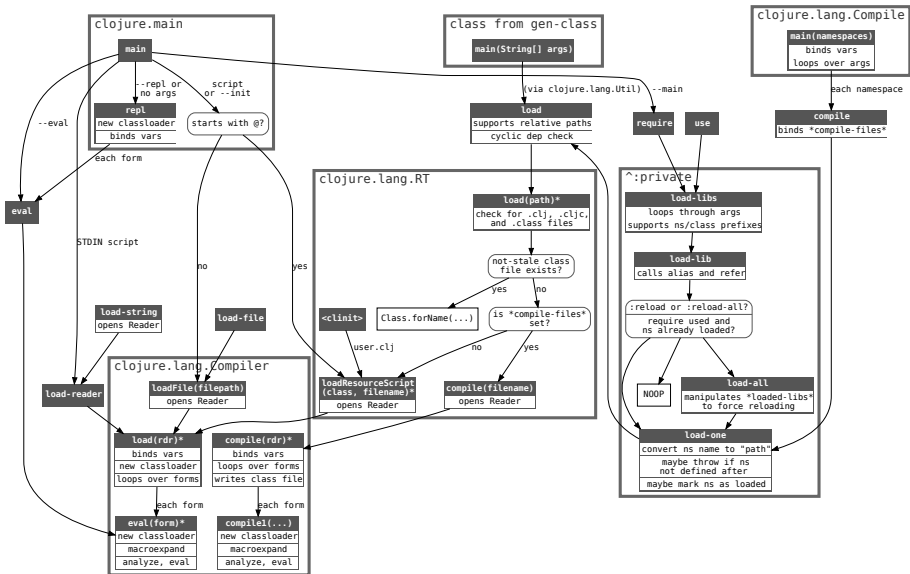 clojure.main
main
--repl or
no args
script
or --init
repl
new classloader
binds vars
starts with @?
--eval
each form
eval
STDIN script
no
yes
load-string
opens Reader
load-file
load-reader
class from gen-class
main(String[] args)
(via clojure.lang.Util)
load
supports relative paths
cyclic dep check
--main
require
use
clojure.lang.Compile
main(namespaces)
binds vars
loops over args
each namespace
compile
binds *compile-files*
clojure.lang.RT
load(path)*
check for .clj, .cljc,
and .class files
not-stale class
file exists?
yes
no
<clinit>
Class.forName(...)
is *compile-files*
set?
user.clj
no
yes
loadResourceScript
(class, filename)*
opens Reader
compile(filename)
opens Reader
^:private
load-libs
loops through args
supports ns/class prefixes
load-lib
calls alias and refer
:reload or :reload-all?
require used and
ns already loaded?
NOOP
load-all
manipulates *loaded-libs*
to force reloading
load-one
convert ns name to "path"
maybe throw if ns
not defined after
maybe mark ns as loaded
clojure.lang.Compiler
loadFile(filepath)
opens Reader
load(rdr)*
binds vars
new classloader
loops over forms
compile(rdr)*
binds vars
loops over forms
writes class file
each form
each form
eval(form)*
new classloader
macroexpand
analyze, eval
compile1(...)
new classloader
macroexpand
analyze, eval